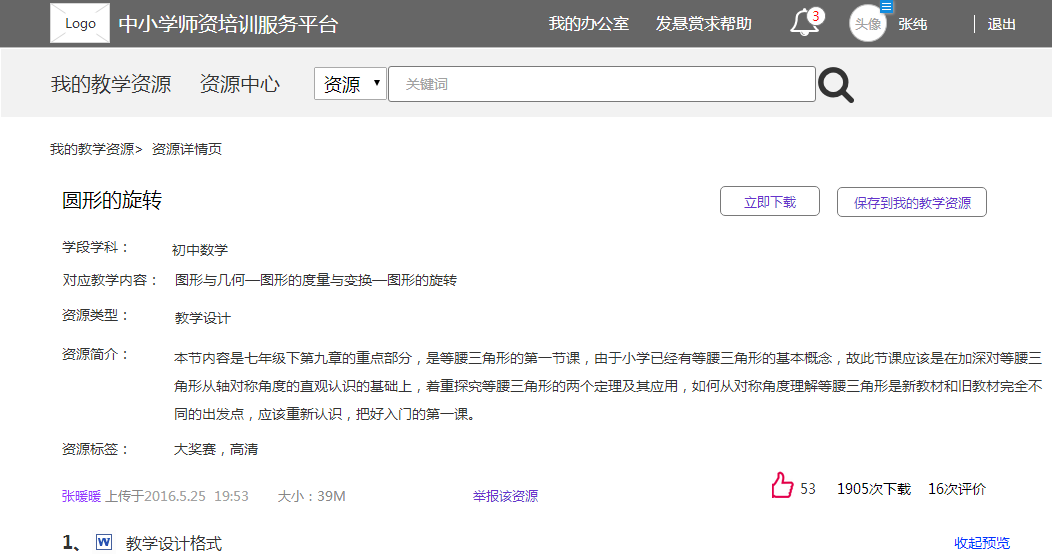 Logo 中小学师资培训服务平台 我的办公室 发悬赏求帮助 3 头像 张纯 退出
我的教学资源 资源中心 资源 关键词
我的教学资源> 资源详情页
圆形的旋转 立即下载 保存到我的教学资源
学段学科： 初中数学
对应教学内容： 图形与几何—图形的度量与变换—图形的旋转
资源类型： 教学设计
资源简介： 本节内容是七年级下第九章的重点部分，是等腰三角形的第一节课，由于小学已经有等腰三角形的基本概念，故此节课应该是在加深对等腰三
角形从轴对称角度的直观认识的基础上，着重探究等腰三角形的两个定理及其应用，如何从对称角度理解等腰三角形是新教材和旧教材完全不
同的出发点，应该重新认识，把好入门的第一课。
资源标签： 大奖赛，高清
张暖暖 上传于2016.5.25 19:53 大小：39M 举报该资源 53 1905次下载 16次评价
1、 W 教学设计格式 收起预览